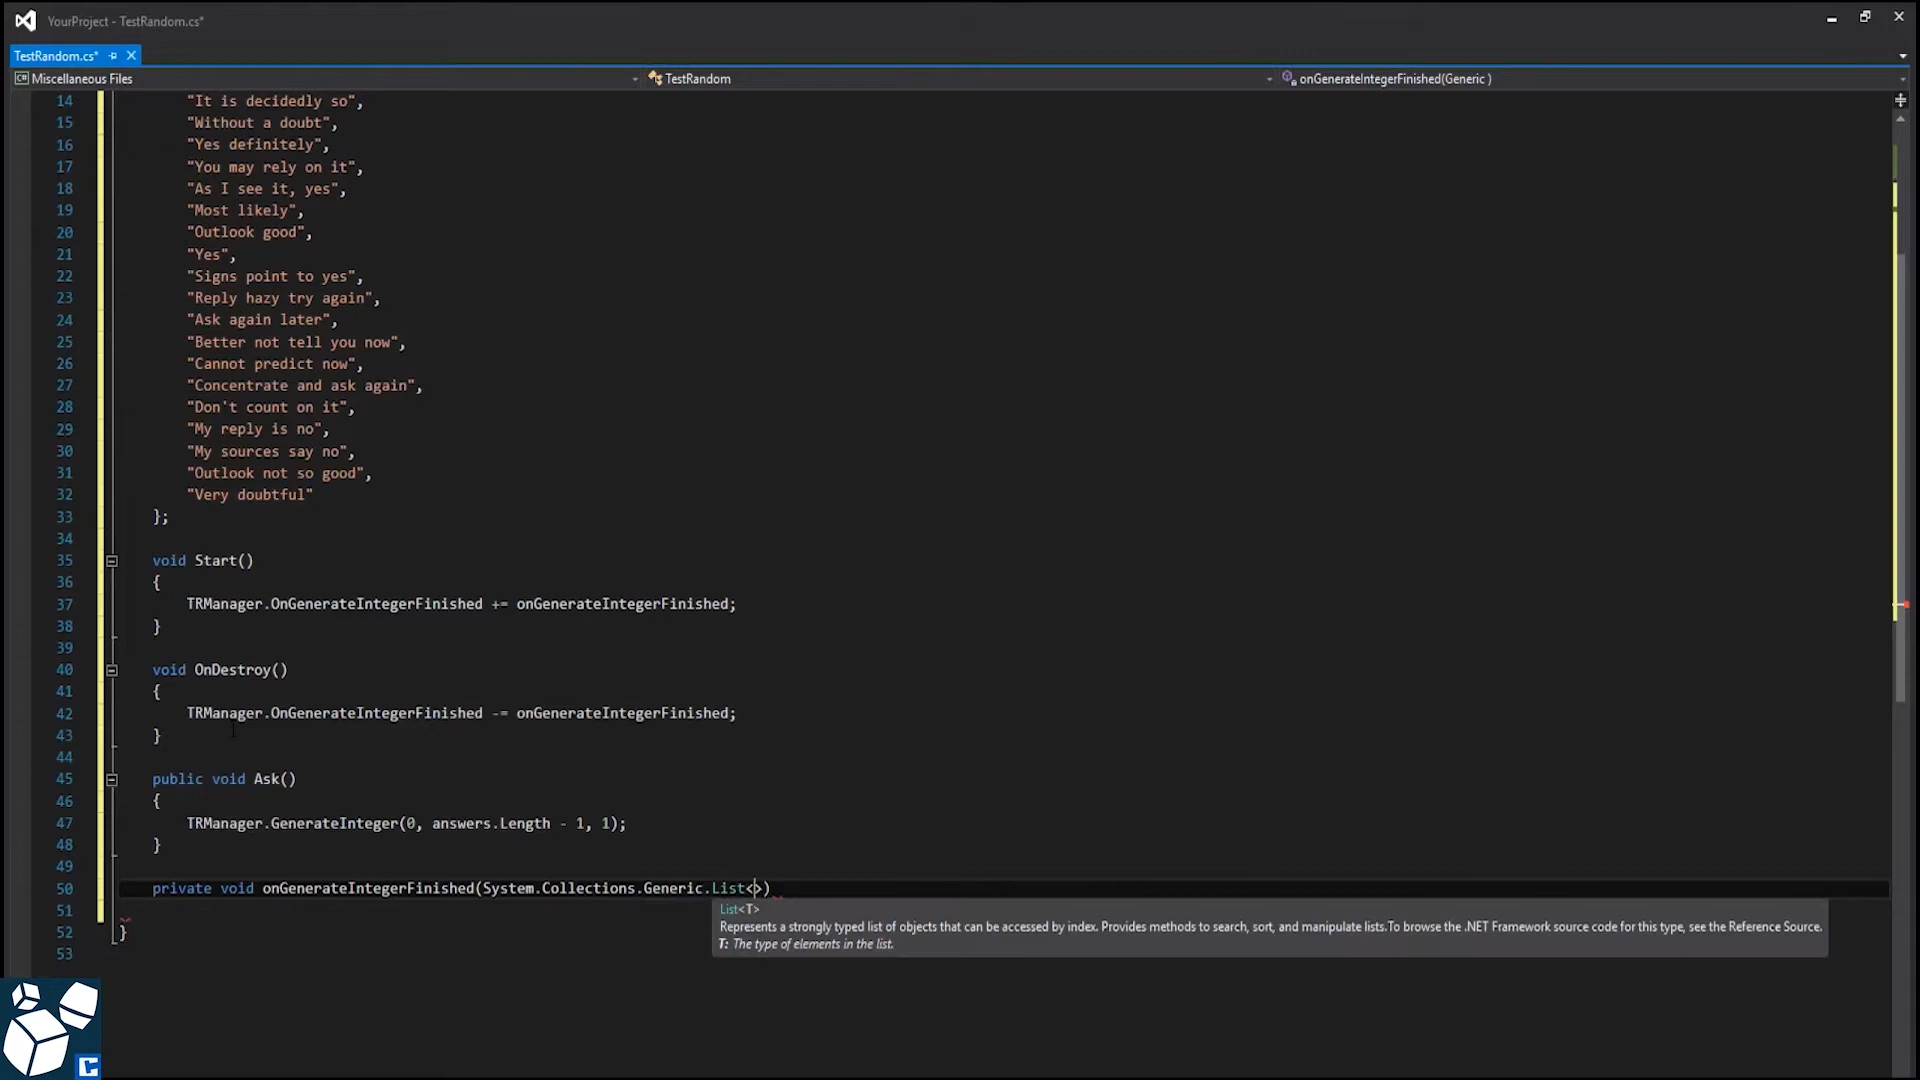 YourProject - TestRandom.cs*
TestRandom.cs*
C# Miscellaneous Files TestRandom onGenerateIntegerFinished(Generic )
14 "It is decidedly so",
15 "Without a doubt",
16 "Yes definitely",
17 "You may rely on it",
18 "As I see it, yes",
19 "Most likely",
20 "Outlook good",
21 "Yes",
22 "Signs point to yes",
23 "Reply hazy try again",
24 "Ask again later",
25 "Better not tell you now",
26 "Cannot predict now",
27 "Concentrate and ask again",
28 "Don't count on it",
29 "My reply is no",
30 "My sources say no",
31 "Outlook not so good",
32 "Very doubtful"
33 };
34
35 void Start()
36 {
37 TRManager.OnGenerateIntegerFinished += onGenerateIntegerFinished;
38 }
39
40 void OnDestroy()
41 {
42 TRManager.OnGenerateIntegerFinished -= onGenerateIntegerFinished;
43 }
44
45 public void Ask()
46 {
47 TRManager.GenerateInteger(0, answers.Length - 1, 1);
48 }
49
50 private void onGenerateIntegerFinished(System.Collections.Generic.List<>)
51
List<T>
Represents a strongly typed list of objects that can be accessed by index. Provides methods to search, sort, and manipulate lists.To browse the .NET Framework source code for this type, see the Reference Source.
T: The type of elements in the list.
52 }
53